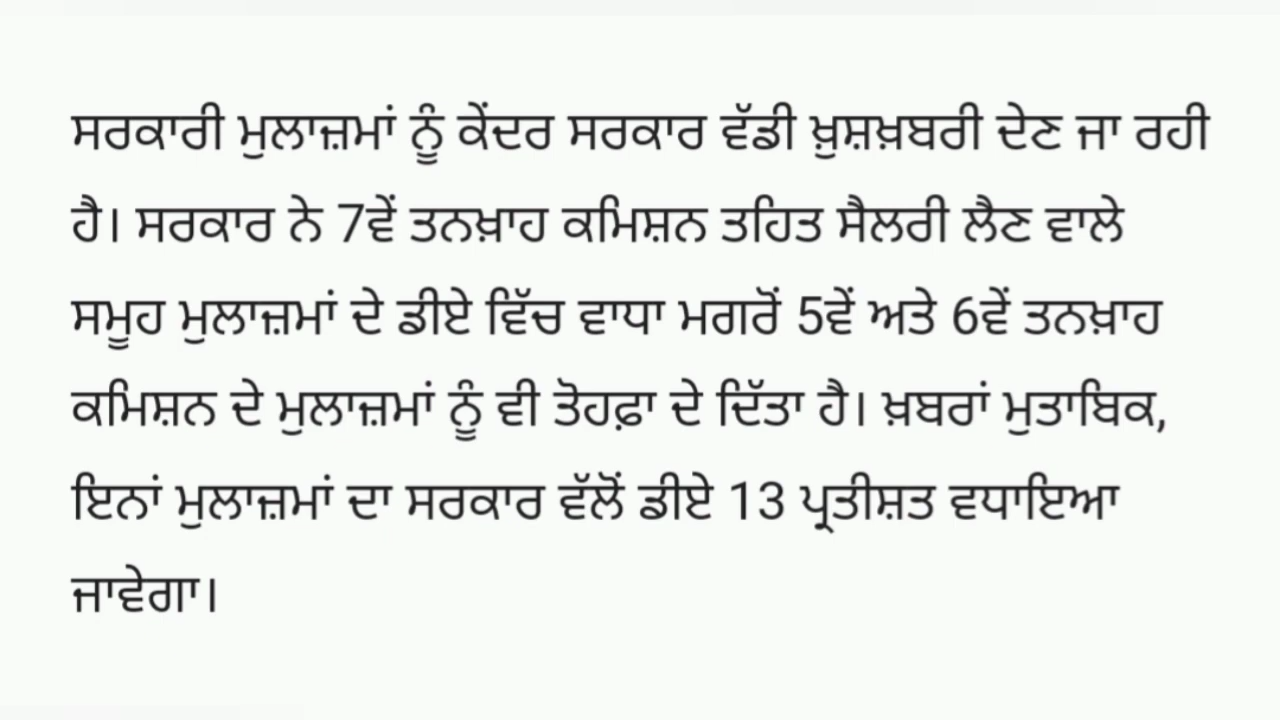 ਸਰਕਾਰੀ ਮੁਲਾਜ਼ਮਾਂ ਨੂੰ ਕੇਂਦਰ ਸਰਕਾਰ ਵੱਡੀ ਖ਼ੁਸ਼ਖ਼ਬਰੀ ਦੇਣ ਜਾ ਰਹੀ
ਹੈ। ਸਰਕਾਰ ਨੇ 7ਵੇਂ ਤਨਖ਼ਾਹ ਕਮਿਸ਼ਨ ਤਹਿਤ ਸੈਲਰੀ ਲੈਣ ਵਾਲੇ
ਸਮੂਹ ਮੁਲਾਜ਼ਮਾਂ ਦੇ ਡੀਏ ਵਿੱਚ ਵਾਧਾ ਮਗਰੋਂ 5ਵੇਂ ਅਤੇ 6ਵੇਂ ਤਨਖ਼ਾਹ
ਕਮਿਸ਼ਨ ਦੇ ਮੁਲਾਜ਼ਮਾਂ ਨੂੰ ਵੀ ਤੋਹਫ਼ਾ ਦੇ ਦਿੱਤਾ ਹੈ। ਖ਼ਬਰਾਂ ਮੁਤਾਬਿਕ,
ਇਨਾਂ ਮੁਲਾਜ਼ਮਾਂ ਦਾ ਸਰਕਾਰ ਵੱਲੋਂ ਡੀਏ 13 ਪ੍ਰਤੀਸ਼ਤ ਵਧਾਇਆ
ਜਾਵੇਗਾ।